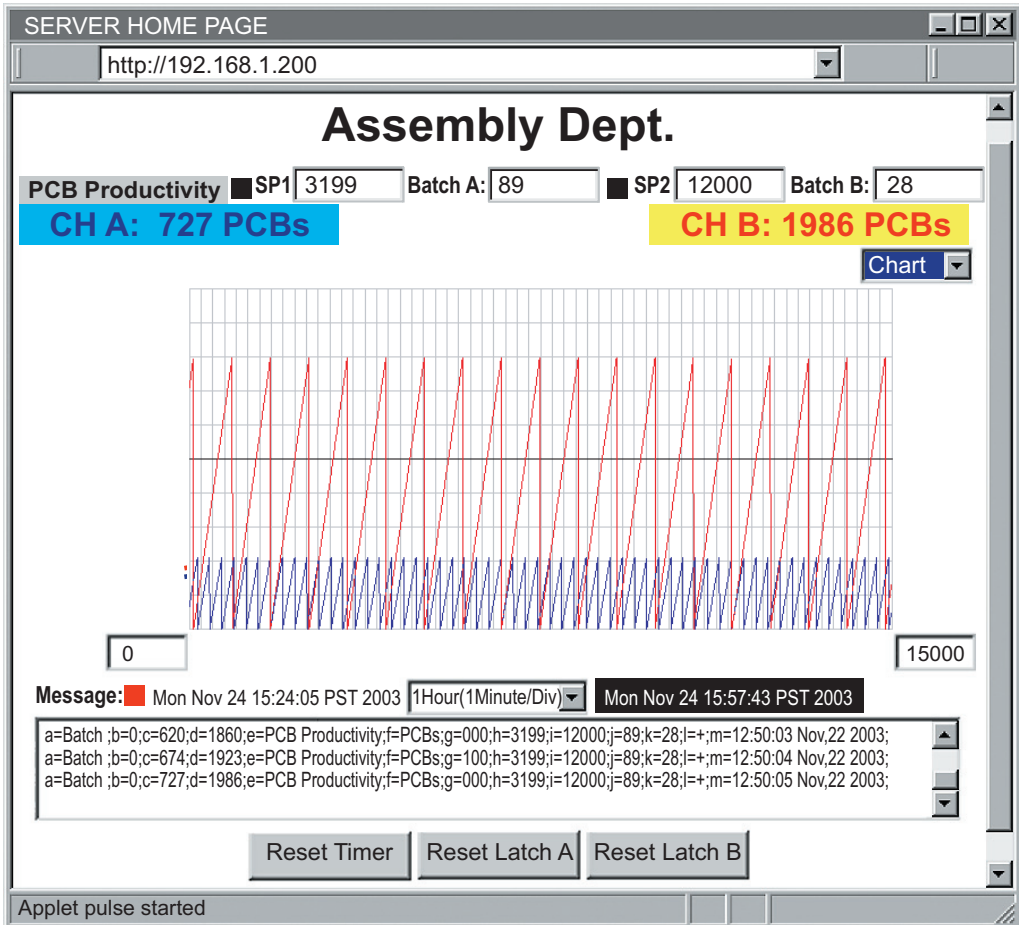 SERVER HOME PAGE
http://192.168.1.200
Assembly Dept.
PCB Productivity SP1 3199 Batch A: 89 SP2 12000 Batch B: 28
CH A: 727 PCBs CH B: 1986 PCBs
Chart
0 15000
Message: Mon Nov 24 15:24:05 PST 2003 1Hour(1Minute/Div) Mon Nov 24 15:57:43 PST 2003
a=Batch ;b=0;c=620;d=1860;e=PCB Productivity;f=PCBs;g=000;h=3199;i=12000;j=89;k=28;l=+;m=12:50:03 Nov,22 2003;
a=Batch ;b=0;c=674;d=1923;e=PCB Productivity;f=PCBs;g=100;h=3199;i=12000;j=89;k=28;l=+;m=12:50:04 Nov,22 2003;
a=Batch ;b=0;c=727;d=1986;e=PCB Productivity;f=PCBs;g=000;h=3199;i=12000;j=89;k=28;l=+;m=12:50:05 Nov,22 2003;
Reset Timer Reset Latch A Reset Latch B
Applet pulse started